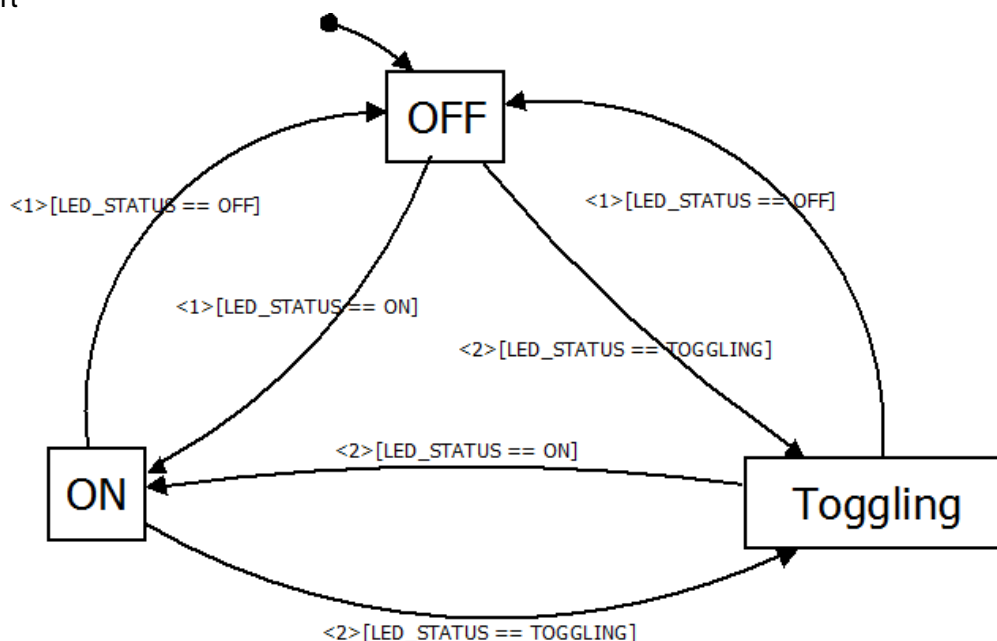 OFF
<1>[LED_STATUS == OFF]
<1>[LED_STATUS == OFF]
<1>[LED_STATUS == ON]
<2>[LED_STATUS == TOGGLING]
<2>[LED_STATUS == ON]
ON
Toggling
<2>[LED_STATUS == TOGGLING]